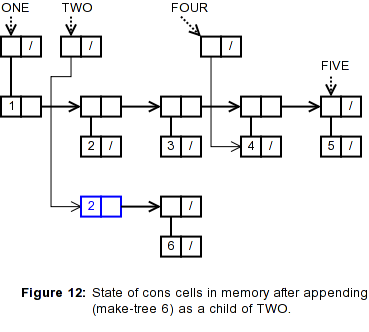 ONE TWO FOUR
/ / /
FIVE
1 /
2 / 3 / 4 / 5 /
2 /
6 /
Figure 12: State of cons cells in memory after appending
(make-tree 6) as a child of TWO.